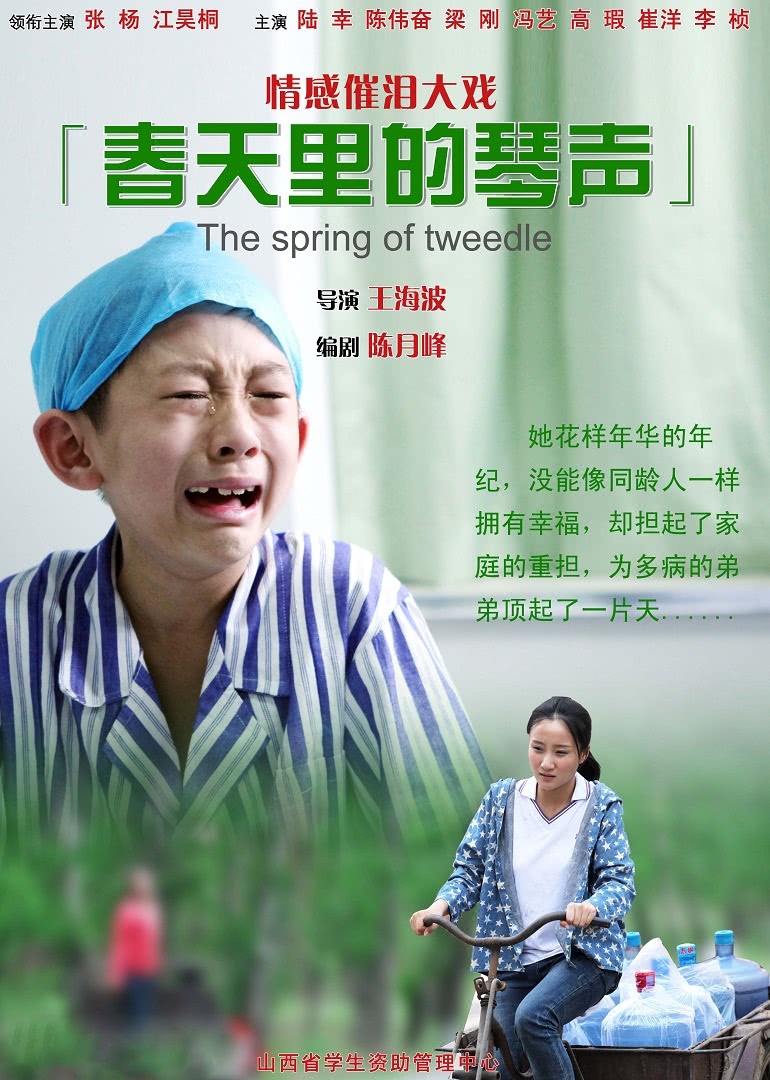 领衔主演 张 杨 江昊桐 主演 陆 幸 陈伟奋 梁 刚 冯艺 高 瑕 崔洋 李 桢
情感催泪大戏
「春天里的琴声」
The spring of tweedle
导演 王海波
编剧 陈月峰
她花样年华的年
纪，没能像同龄人一样
拥有幸福，却担起了家
庭的重担，为多病的弟
弟顶起了一片天......
山西省学生资助管理中心